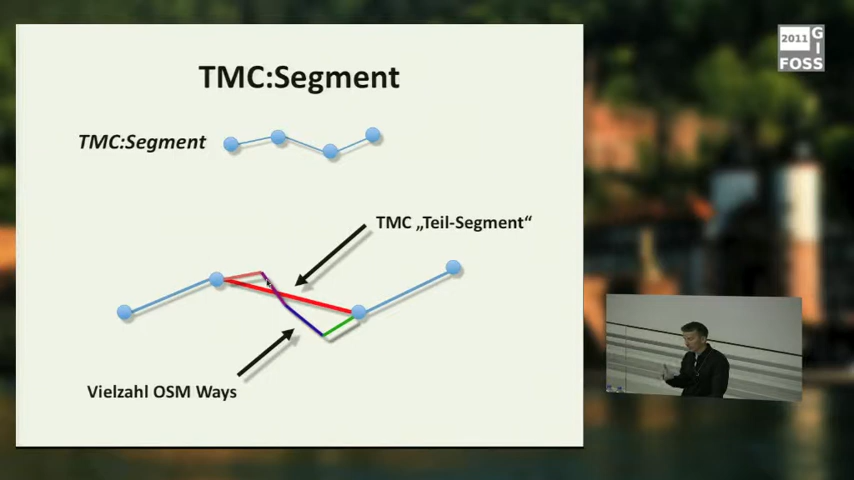 TMC:Segment
TMC:Segment
TMC „Teil-Segment“
Vielzahl OSM Ways
2011 G
I
FOSS